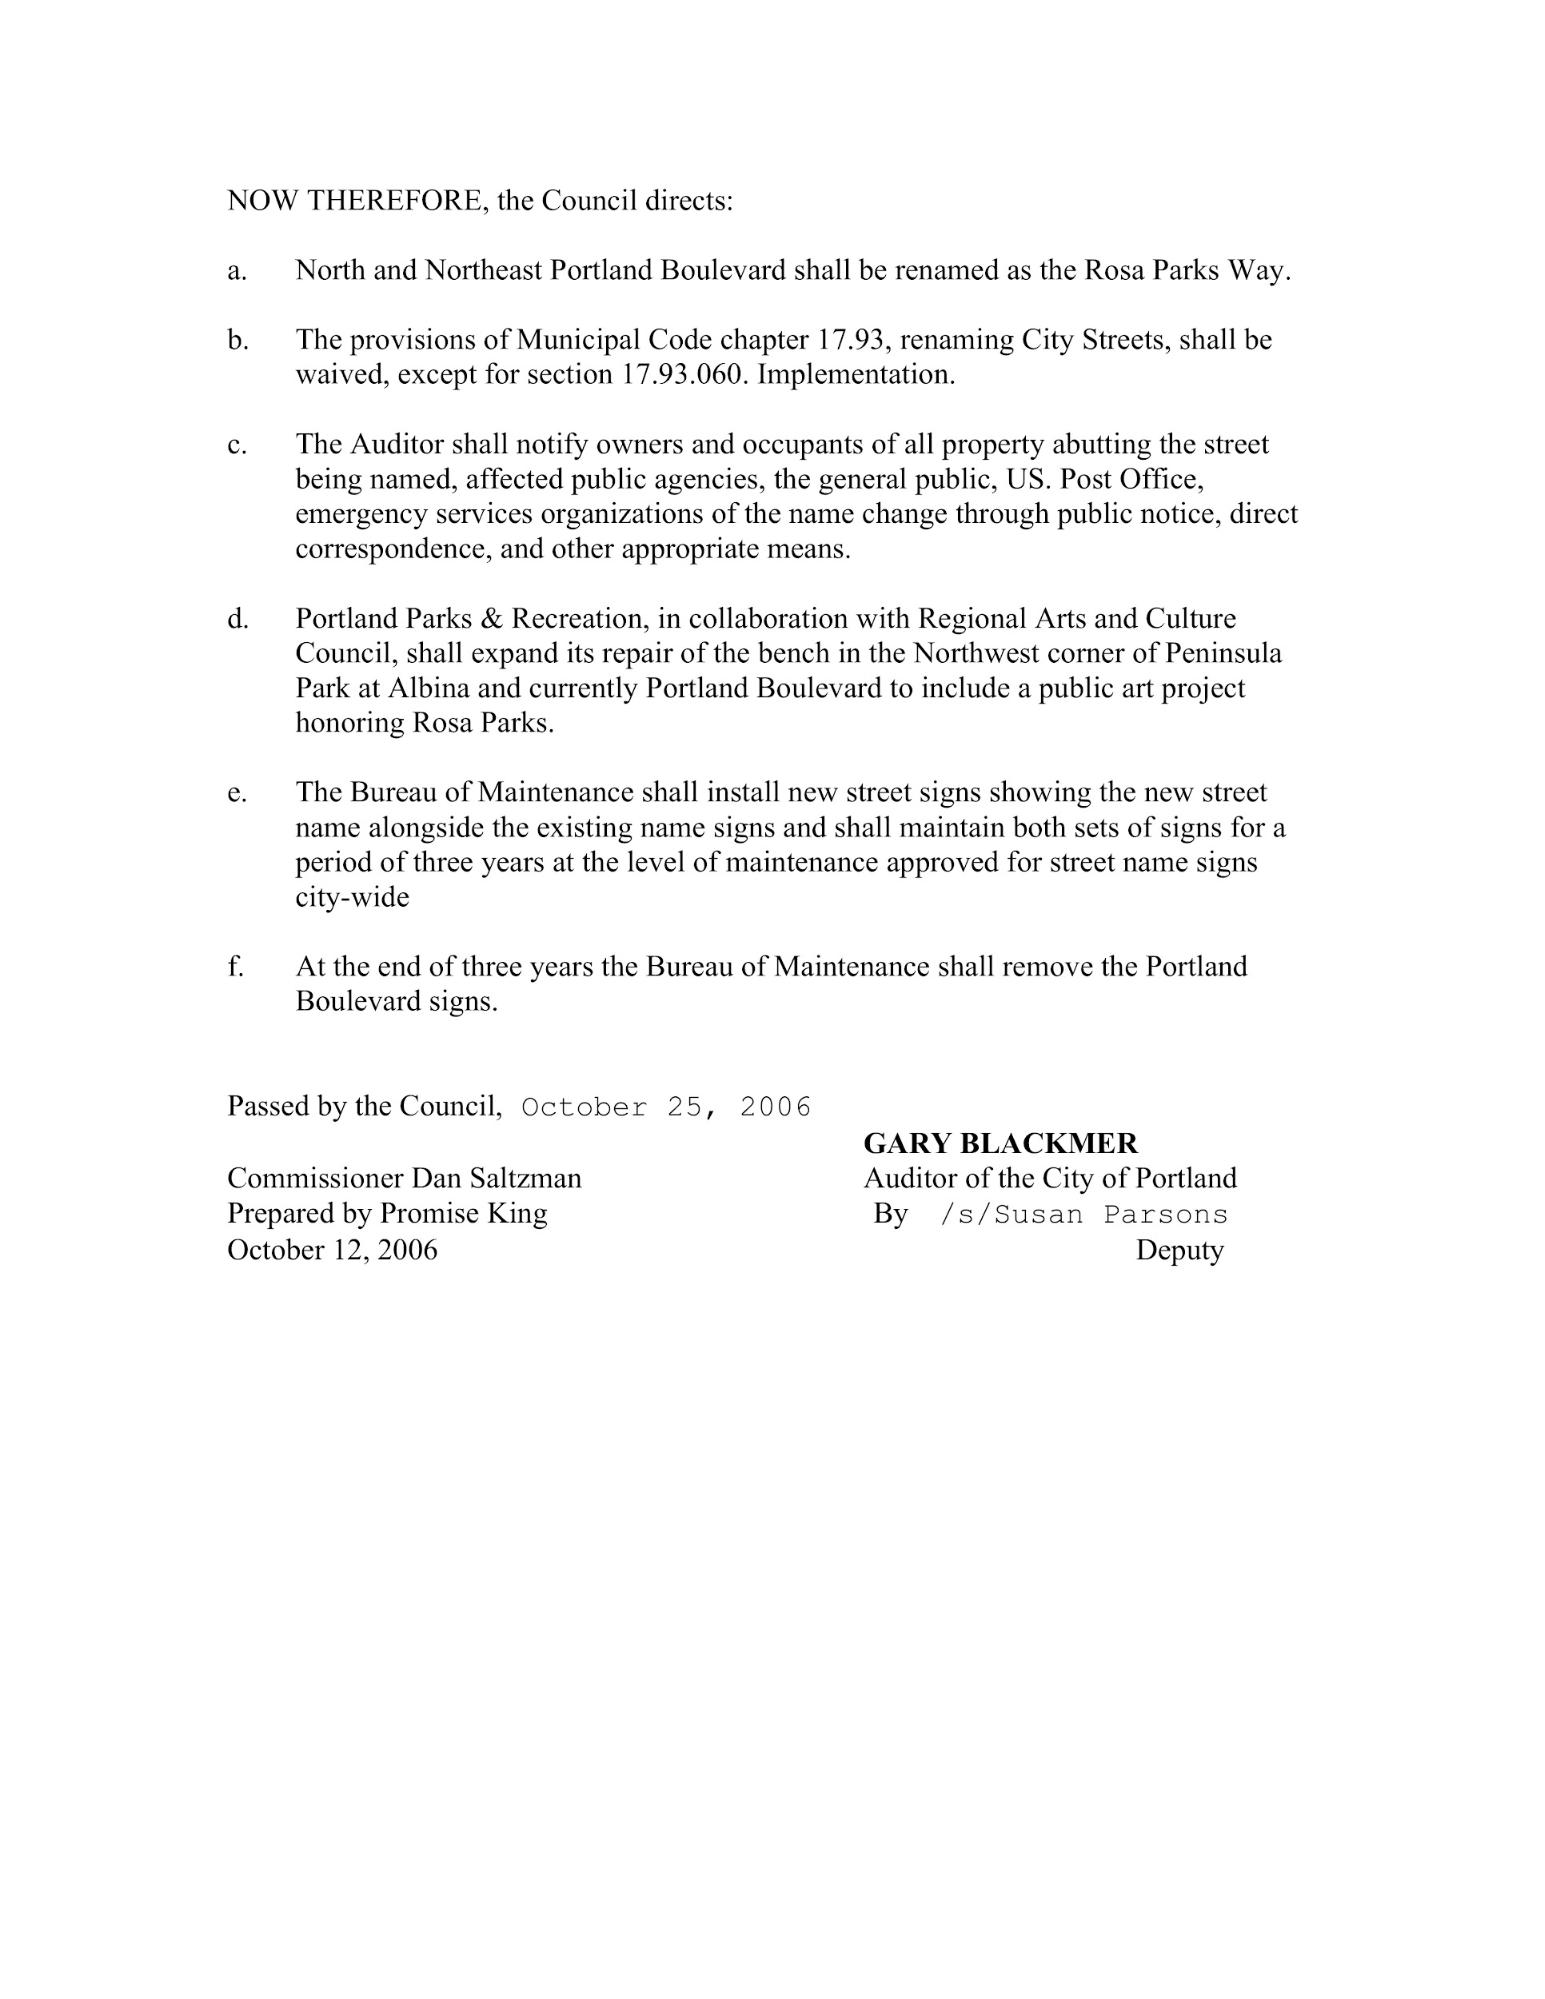 NOW THEREFORE, the Council directs:
a. North and Northeast Portland Boulevard shall be renamed as the Rosa Parks Way.
b. The provisions of Municipal Code chapter 17.93, renaming City Streets, shall be
waived, except for section 17.93.060. Implementation.
c. The Auditor shall notify owners and occupants of all property abutting the street
being named, affected public agencies, the general public, US. Post Office,
emergency services organizations of the name change through public notice, direct
correspondence, and other appropriate means.
d. Portland Parks & Recreation, in collaboration with Regional Arts and Culture
Council, shall expand its repair of the bench in the Northwest corner of Peninsula
Park at Albina and currently Portland Boulevard to include a public art project
honoring Rosa Parks.
e. The Bureau of Maintenance shall install new street signs showing the new street
name alongside the existing name signs and shall maintain both sets of signs for a
period of three years at the level of maintenance approved for street name signs
city-wide
f. At the end of three years the Bureau of Maintenance shall remove the Portland
Boulevard signs.
Passed by the Council, October 25, 2006
GARY BLACKMER
Commissioner Dan Saltzman Auditor of the City of Portland
Prepared by Promise King By /s/Susan Parsons
October 12, 2006 Deputy